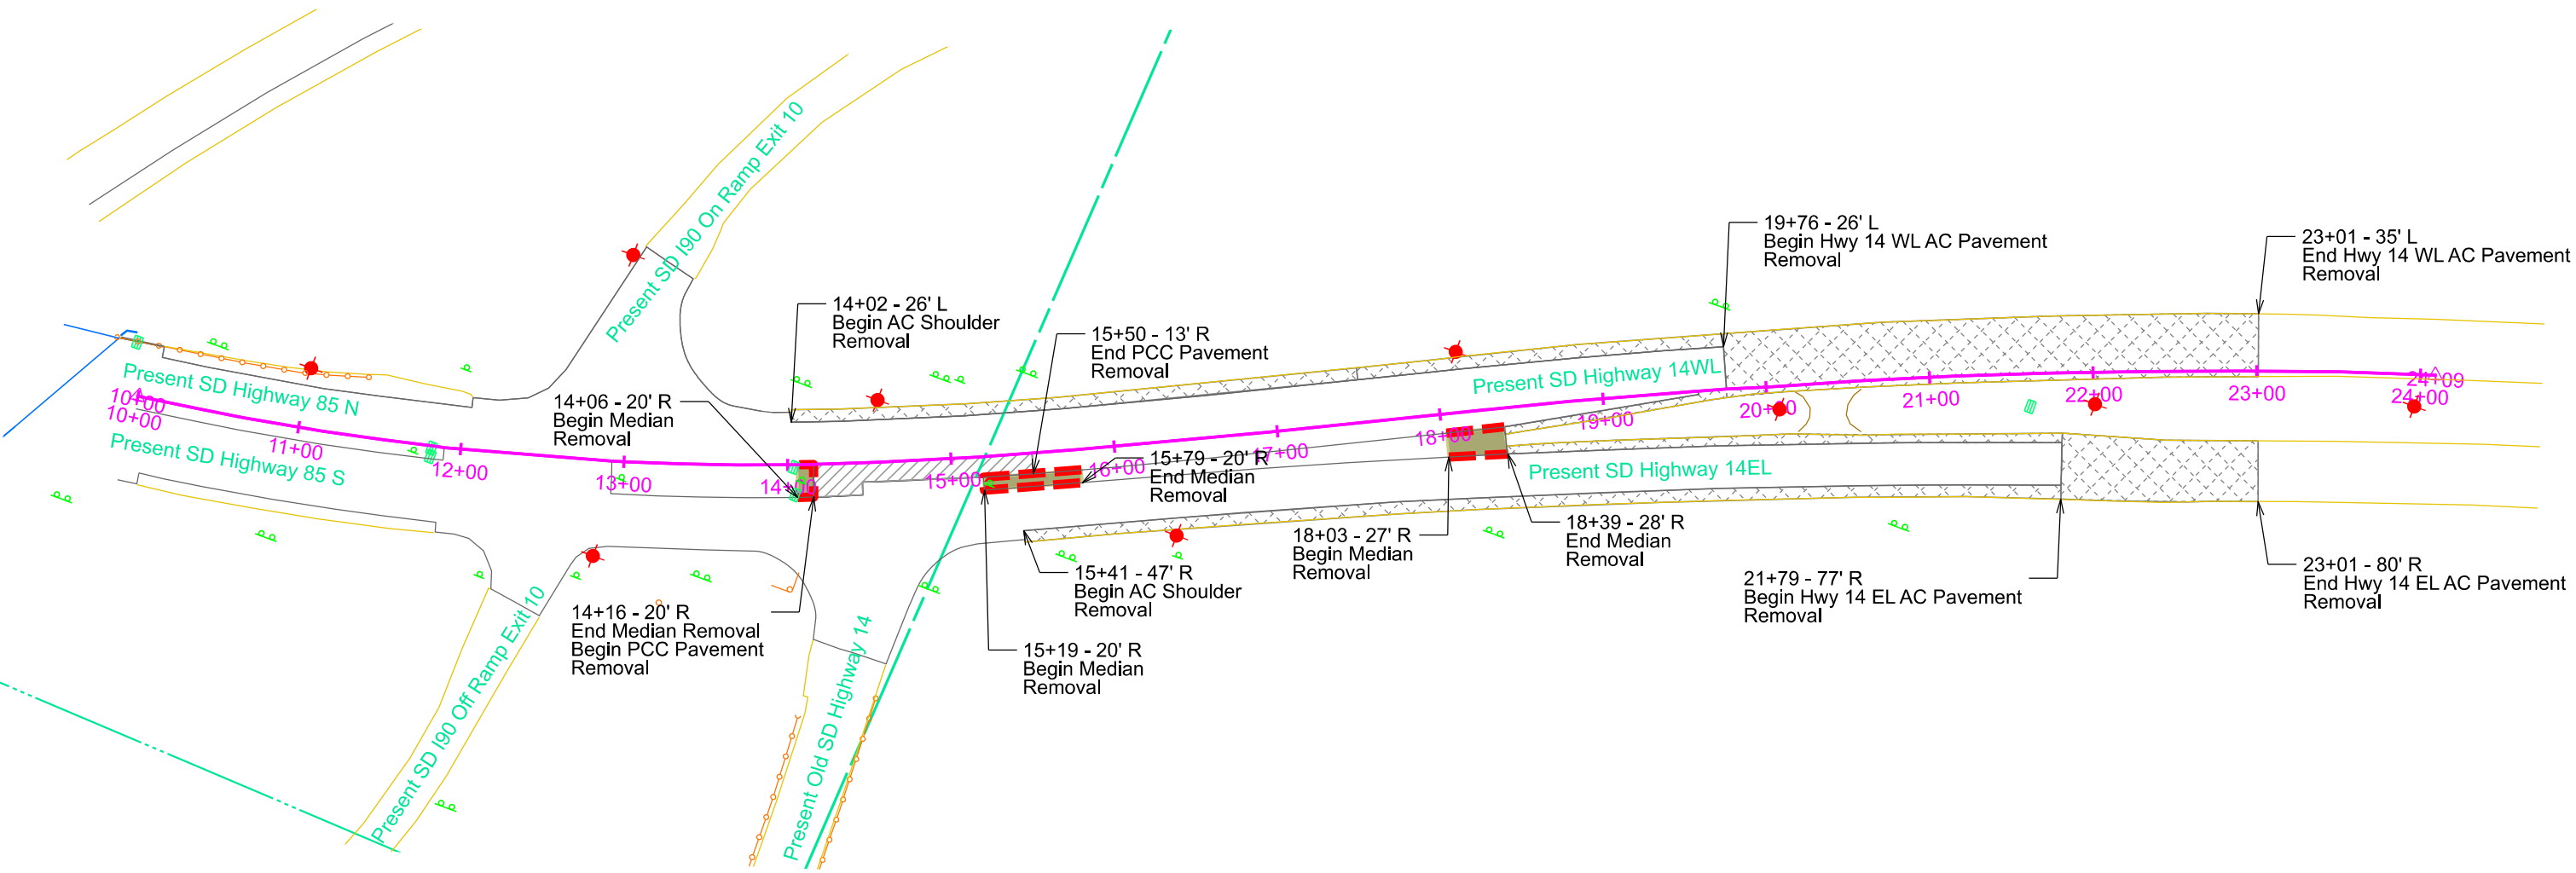 19+76 - 26' L
Begin Hwy 14 WL AC Pavement
Removal
23+01 - 35' L
End Hwy 14 WL AC Pavement
Removal
Present SD I90 On Ramp Exit 10
14+02 - 26' L
Begin AC Shoulder
Removal
15+50 - 13' R
End PCC Pavement
Removal
Present SD Highway 85 N
Present SD Highway 14WL
14+06 - 20' R
Begin Median
Removal
10+00
10+00
11+00
12+00
13+00
14+00
15+00
16+00
17+00
18+00
19+00
20+00
21+00
22+00
23+00
24+09
24+00
Present SD Highway 85 S
15+79 - 20' R
End Median
Removal
Present SD Highway 14EL
18+03 - 27' R
Begin Median
Removal
18+39 - 28' R
End Median
Removal
15+41 - 47' R
Begin AC Shoulder
Removal
21+79 - 77' R
Begin Hwy 14 EL AC Pavement
Removal
23+01 - 80' R
End Hwy 14 EL AC Pavement
Removal
14+16 - 20' R
End Median Removal
Begin PCC Pavement
Removal
15+19 - 20' R
Begin Median
Removal
Present SD I90 Off Ramp Exit 10
Present Old SD Highway 14